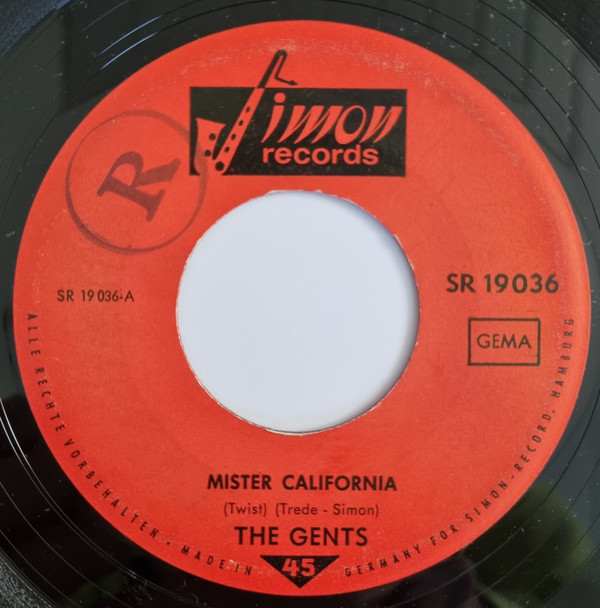 Simon
records
R
SR 19036-A
SR 19036
GEMA
MISTER CALIFORNIA
(Twist) (Trede - Simon)
THE GENTS
45
ALLE RECHTE VORBEHALTEN • MADE IN GERMANY FOR SIMON-RECORD, HAMBURG